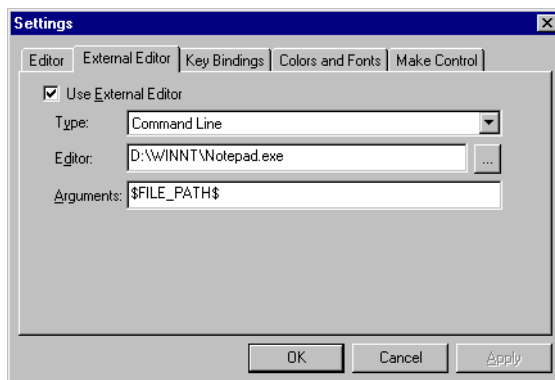 Settings
Editor External Editor Key Bindings Colors and Fonts Make Control
Use External Editor
Type: Command Line
Editor: D:\WINNT\Notepad.exe ...
Arguments: $FILE_PATH$
OK Cancel Apply